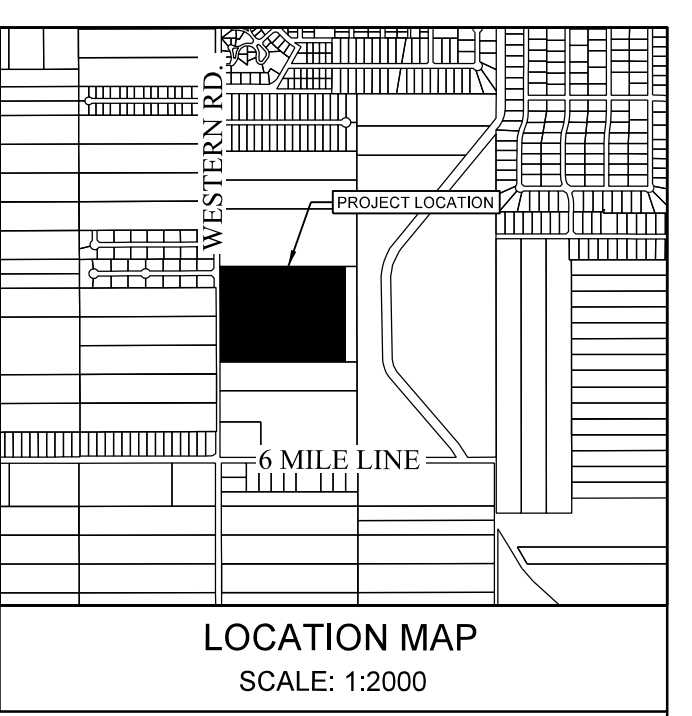 WESTERN RD.
PROJECT LOCATION
6 MILE LINE
LOCATION MAP
SCALE: 1:2000